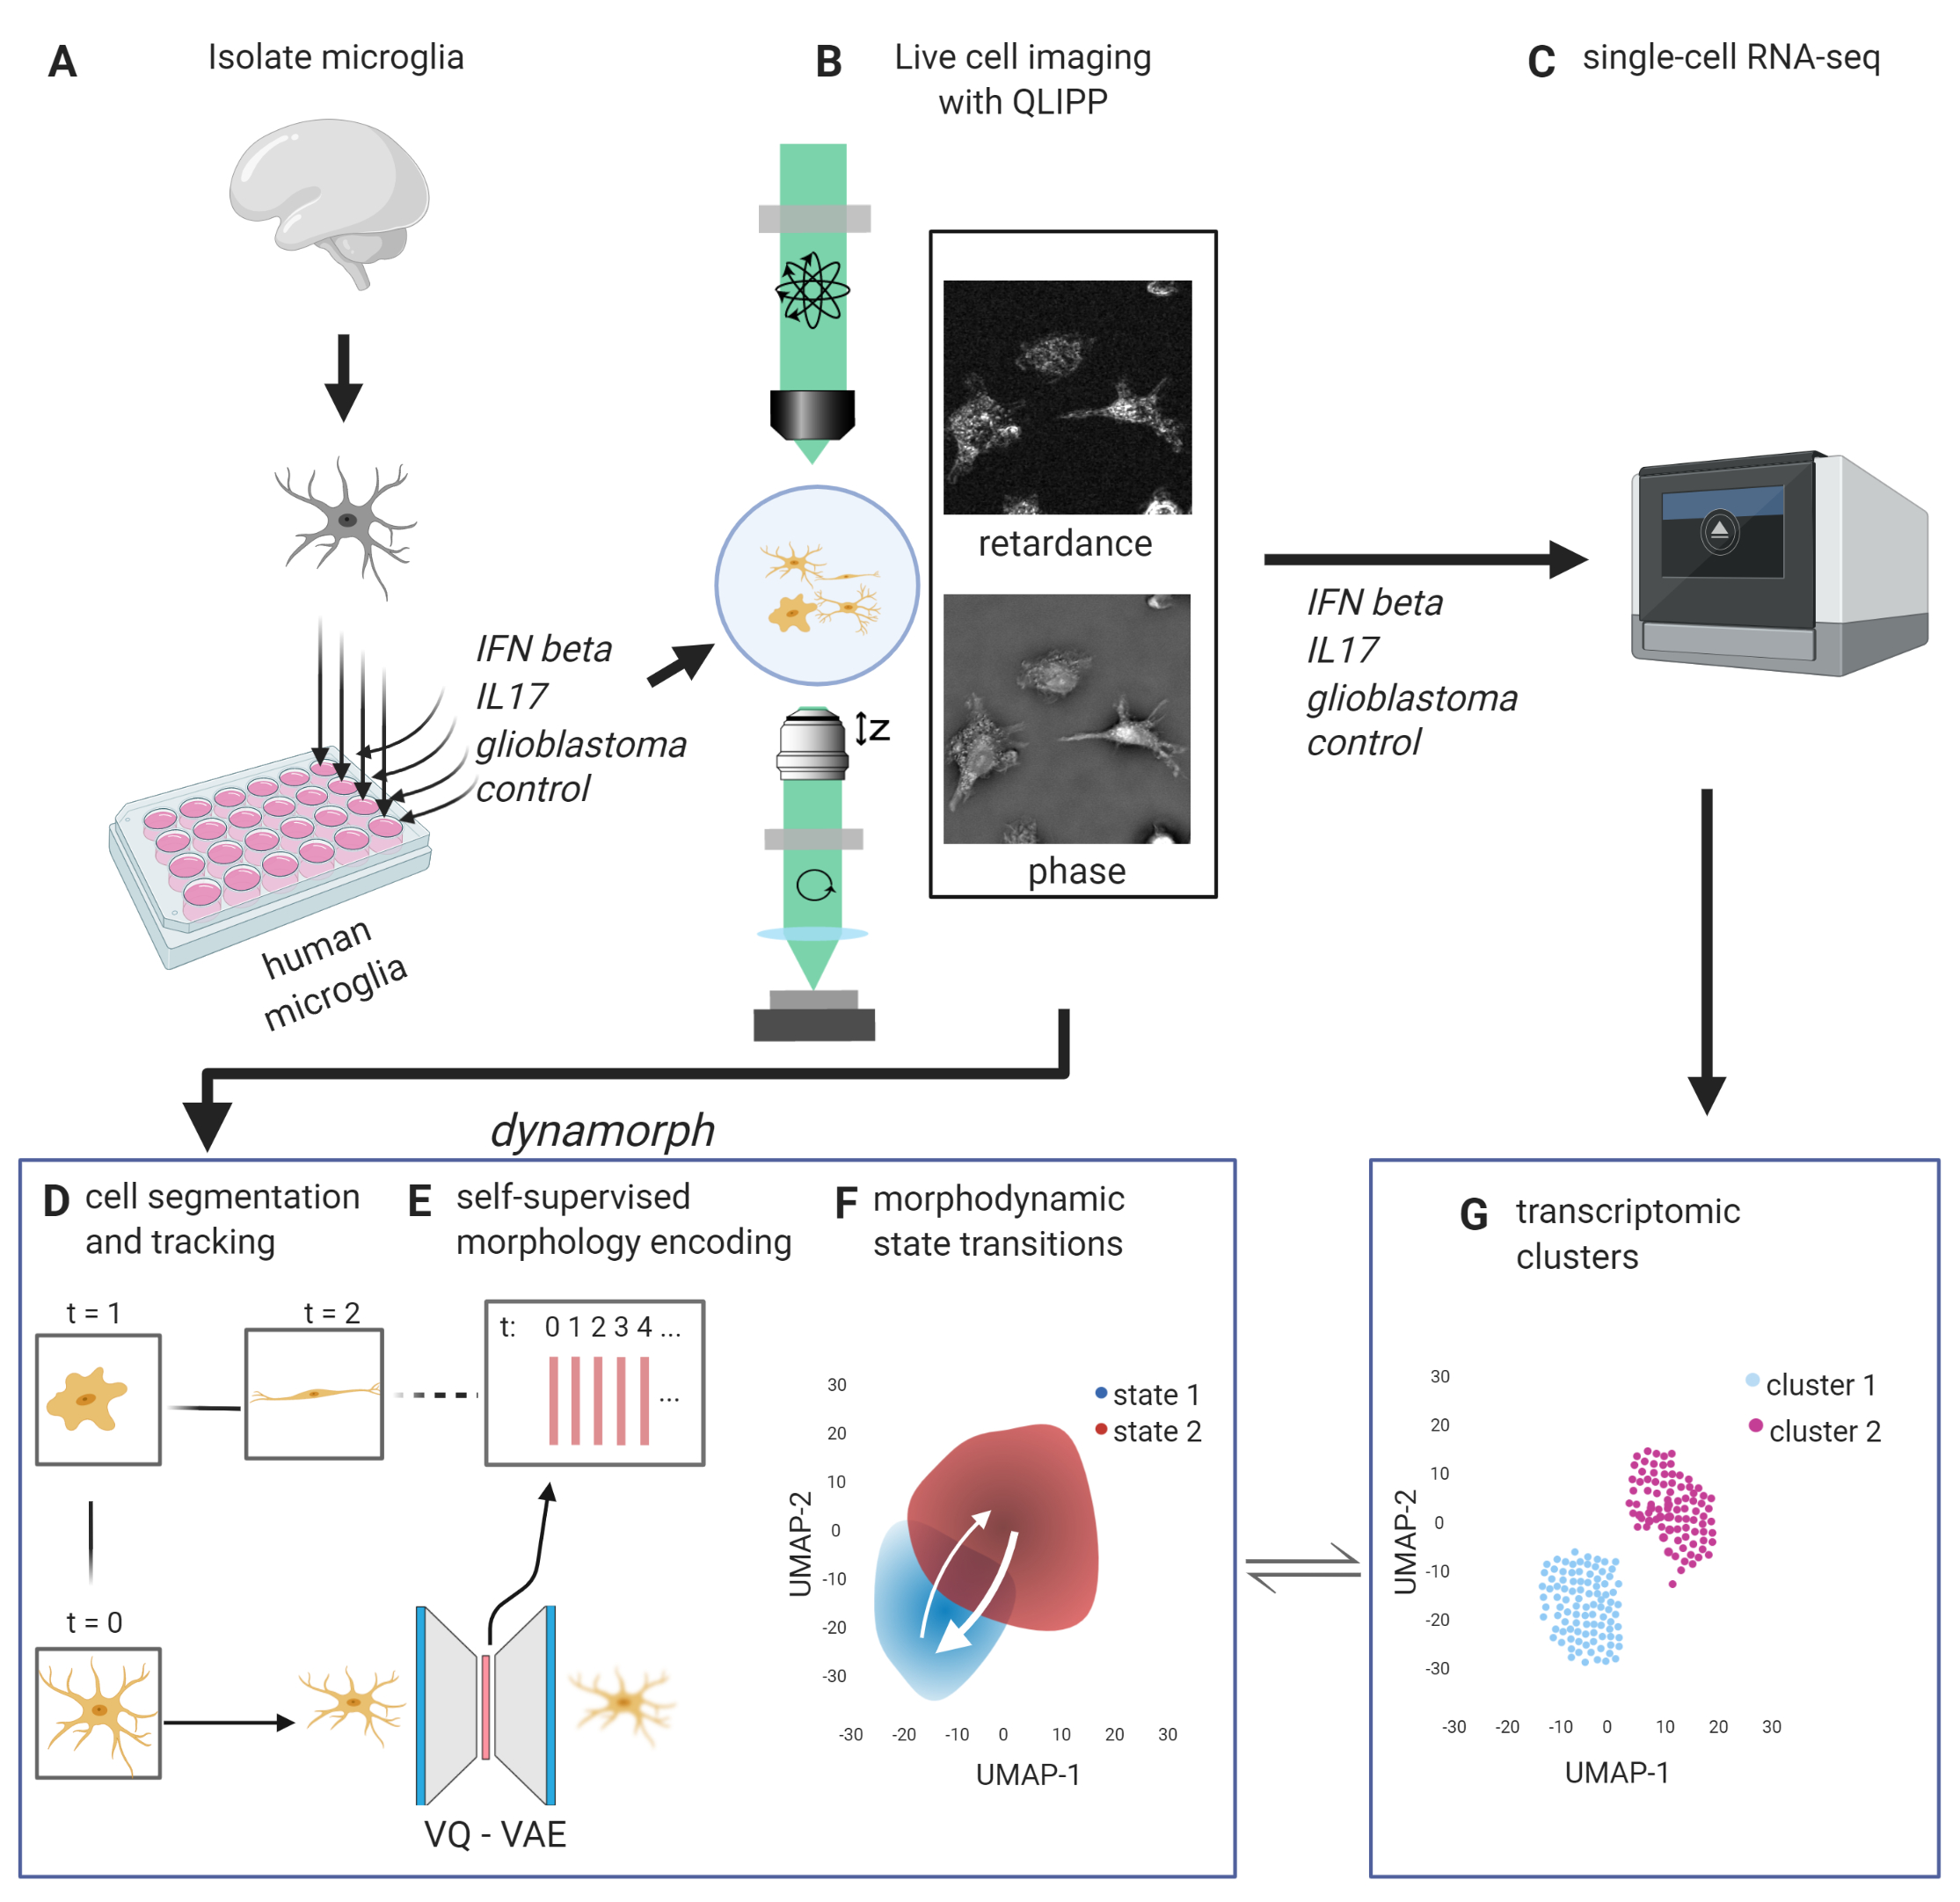 A
Isolate microglia
B
Live cell imaging
with QLIPP
C
single-cell RNA-seq
retardance
phase
IFN beta
IL17
glioblastoma
control
z
IFN beta
IL17
glioblastoma
control
human
microglia
dynamorph
D
cell segmentation
and tracking
t = 1
t = 2
t = 0
E
self-supervised
morphology encoding
t: 0 1 2 3 4 ...
...
VQ - VAE
F
morphodynamic
state transitions
state 1
state 2
30
20
10
0
-10
-20
-30
UMAP-2
-30 -20 -10 0 10 20 30
UMAP-1
G
transcriptomic
clusters
cluster 1
cluster 2
30
20
10
0
-10
-20
-30
UMAP-2
-30 -20 -10 0 10 20 30
UMAP-1